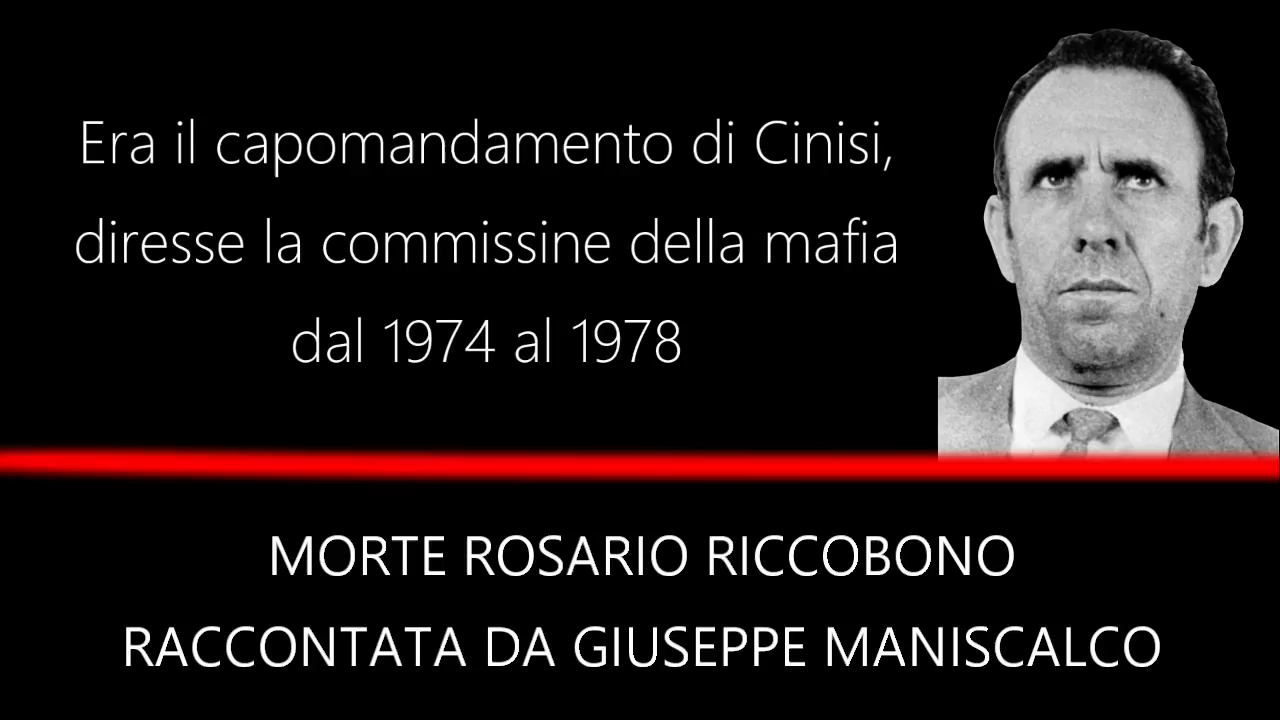 Era il capomandamento di Cinisi,
diresse la commissine della mafia
dal 1974 al 1978
MORTE ROSARIO RICCOBONO
RACCONTATA DA GIUSEPPE MANISCALCO